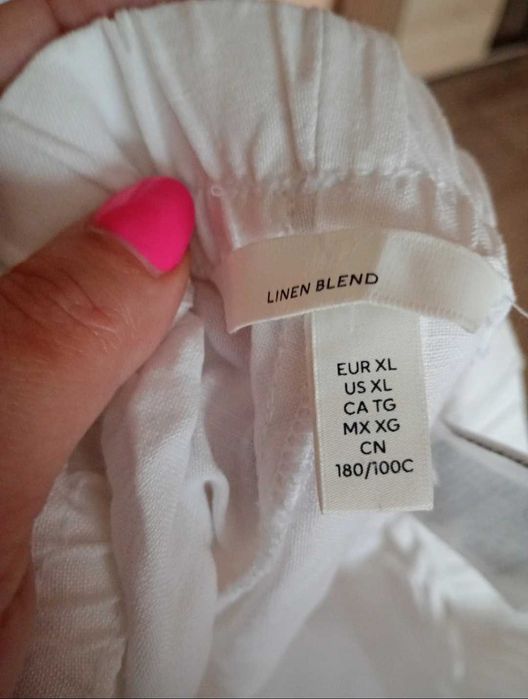 LINEN BLEND
EUR XL
US XL
CA TG
MX XG
CN
180/100C